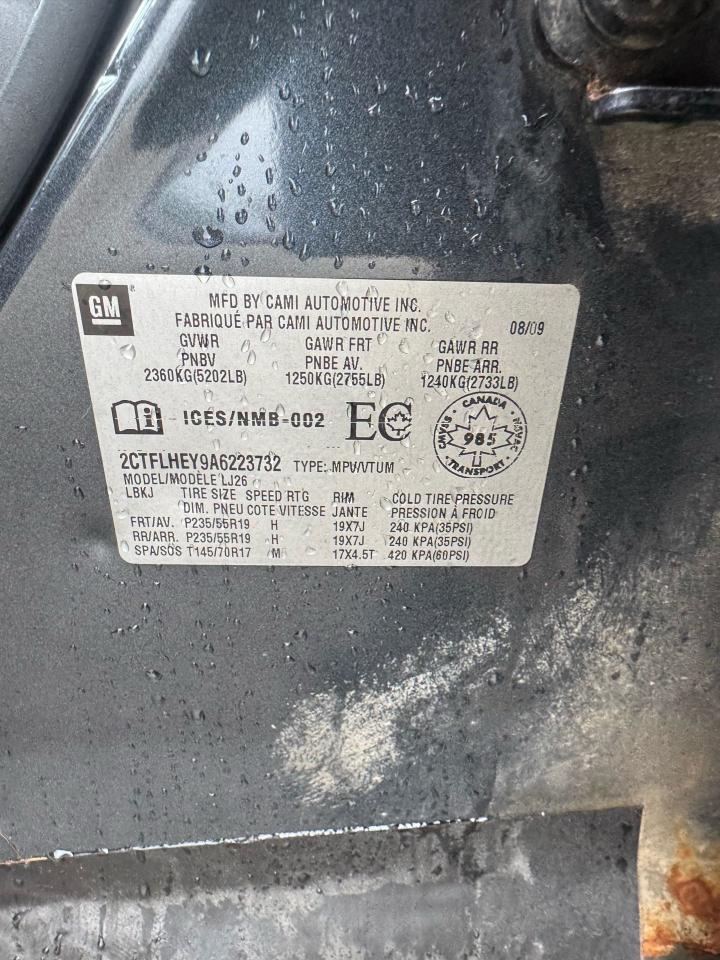 GM ®
MFD BY CAMI AUTOMOTIVE INC.
FABRIQUÉ PAR CAMI AUTOMOTIVE INC. 08/09
GVWR GAWR FRT GAWR RR
PNBV PNBE AV. PNBE ARR.
2360KG(5202LB) 1250KG(2755LB) 1240KG(2733LB)
i ICES/NMB-002 EC
CANADA
S.V.M.A.C 985 N.S.V.A.C
TRANSPORT
2CTFLHEY9A6223732 TYPE: MPV/VTUM
MODEL/MODÈLE LJ26
LBKJ TIRE SIZE SPEED RTG RIM COLD TIRE PRESSURE
DIM. PNEU COTE VITESSE JANTE PRESSION À FROID
FRT/AV. P235/55R19 H 19X7J 240 KPA(35PSI)
RR/ARR. P235/55R19 H 19X7J 240 KPA(35PSI)
SPA/SOS T145/70R17 M 17X4.5T 420 KPA(60PSI)